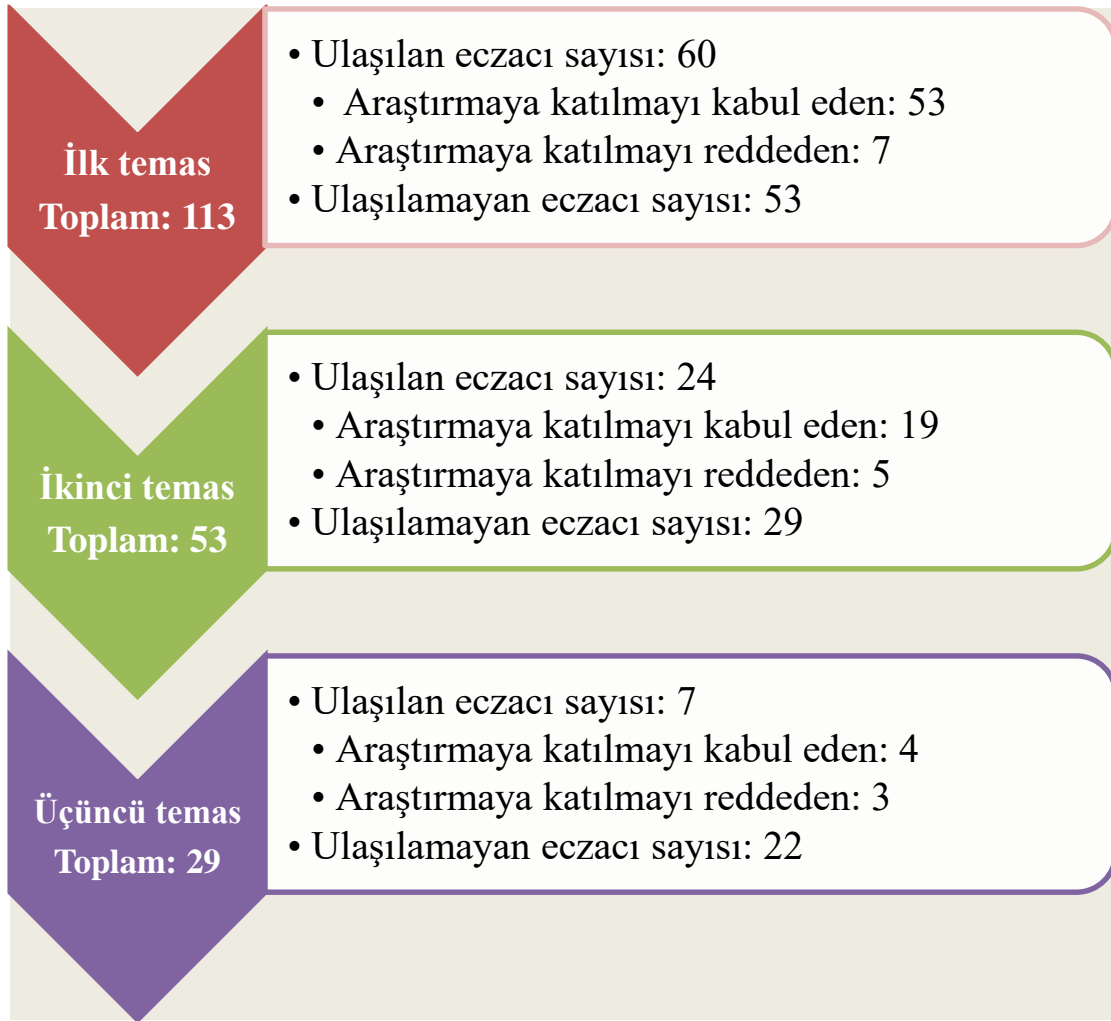 İlk temas
Toplam: 113
• Ulaşılan eczacı sayısı: 60
• Araştırmaya katılmayı kabul eden: 53
• Araştırmaya katılmayı reddeden: 7
• Ulaşılamayan eczacı sayısı: 53
İkinci temas
Toplam: 53
• Ulaşılan eczacı sayısı: 24
• Araştırmaya katılmayı kabul eden: 19
• Araştırmaya katılmayı reddeden: 5
• Ulaşılamayan eczacı sayısı: 29
Üçüncü temas
Toplam: 29
• Ulaşılan eczacı sayısı: 7
• Araştırmaya katılmayı kabul eden: 4
• Araştırmaya katılmayı reddeden: 3
• Ulaşılamayan eczacı sayısı: 22